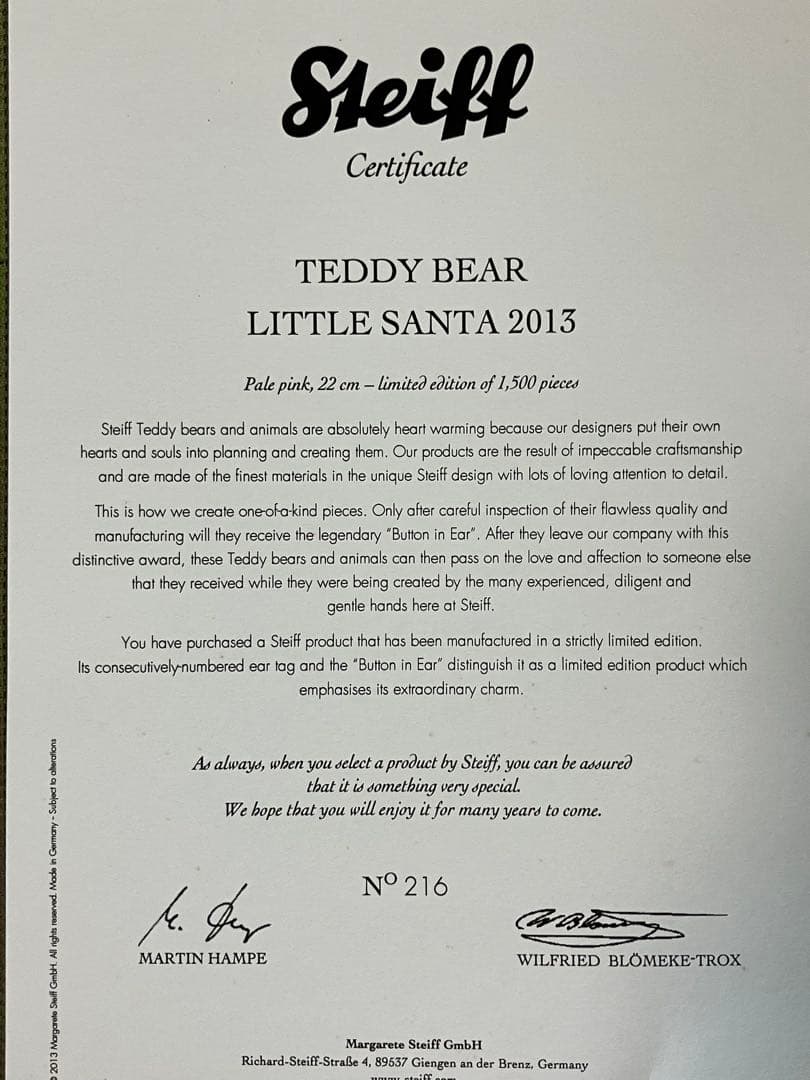 Steiff
Certificate
TEDDY BEAR
LITTLE SANTA 2013
Pale pink, 22 cm – limited edition of 1,500 pieces
Steiff Teddy bears and animals are absolutely heart warming because our designers put their own
hearts and souls into planning and creating them. Our products are the result of impeccable craftsmanship
and are made of the finest materials in the unique Steiff design with lots of loving attention to detail.
This is how we create one-of-a-kind pieces. Only after careful inspection of their flawless quality and
manufacturing will they receive the legendary “Button in Ear”. After they leave our company with this
distinctive award, these Teddy bears and animals can then pass on the love and affection to someone else
that they received while they were being created by the many experienced, diligent and
gentle hands here at Steiff.
You have purchased a Steiff product that has been manufactured in a strictly limited edition.
Its consecutively-numbered ear tag and the “Button in Ear” distinguish it as a limited edition product which
emphasises its extraordinary charm.
As always, when you select a product by Steiff, you can be assured
that it is something very special.
We hope that you will enjoy it for many years to come.
Nº 216
MARTIN HAMPE
WILFRIED BLÖMEKE-TROX
Margarete Steiff GmbH
Richard-Steiff-Straße 4, 89537 Giengen an der Brenz, Germany
www.steiff.com
© 2013 Margarete Steiff GmbH. All rights reserved. Made in Germany – Subject to alterations